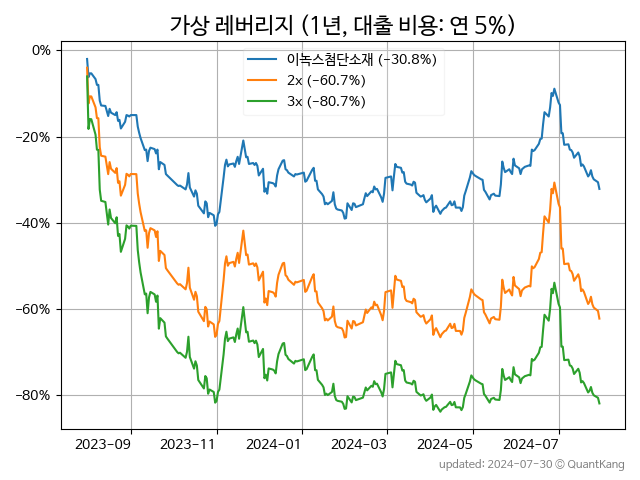 가상 레버리지 (1년, 대출 비용: 연 5%)
이녹스첨단소재 (−30.8%)
2x (−60.7%)
3x (−80.7%)
0%
−20%
−40%
−60%
−80%
2023-09
2023-11
2024-01
2024-03
2024-05
2024-07
updated: 2024-07-30 © QuantKang